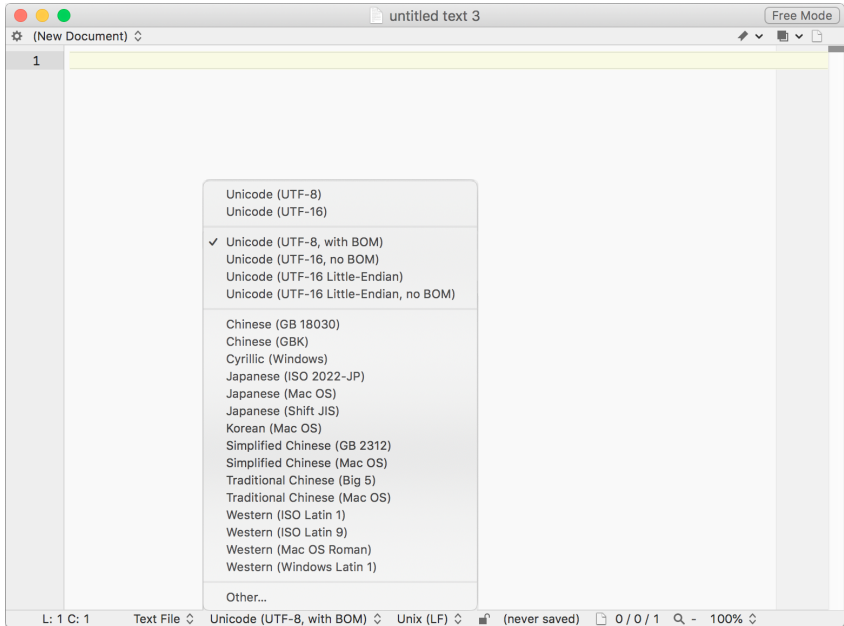 untitled text 3
Free Mode
(New Document)
1
Unicode (UTF-8)
Unicode (UTF-16)
✓ Unicode (UTF-8, with BOM)
Unicode (UTF-16, no BOM)
Unicode (UTF-16 Little-Endian)
Unicode (UTF-16 Little-Endian, no BOM)
Chinese (GB 18030)
Chinese (GBK)
Cyrillic (Windows)
Japanese (ISO 2022-JP)
Japanese (Mac OS)
Japanese (Shift JIS)
Korean (Mac OS)
Simplified Chinese (GB 2312)
Simplified Chinese (Mac OS)
Traditional Chinese (Big 5)
Traditional Chinese (Mac OS)
Western (ISO Latin 1)
Western (ISO Latin 9)
Western (Mac OS Roman)
Western (Windows Latin 1)
Other...
L: 1 C: 1 Text File Unicode (UTF-8, with BOM) Unix (LF) (never saved) 0 / 0 / 1 - 100%